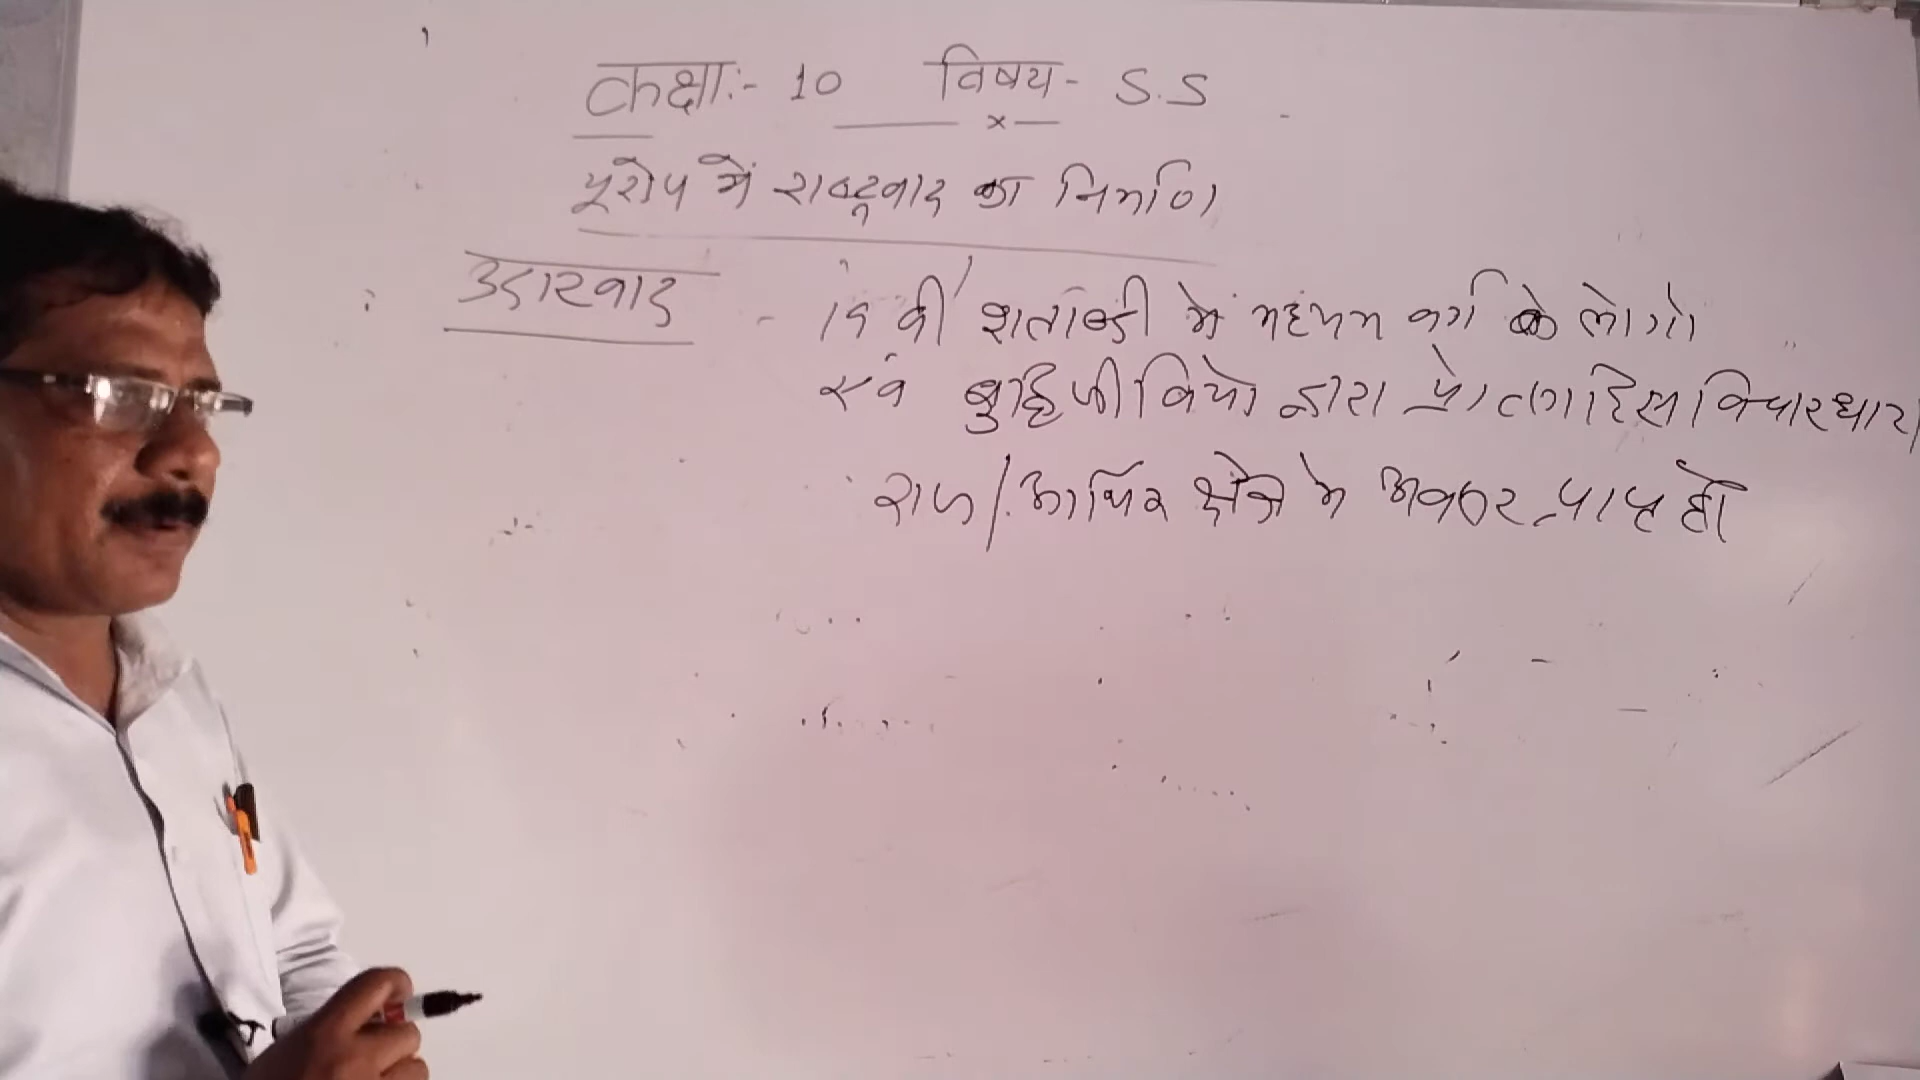 कक्षा:- 10 विषय- S.S
यूरोप में राष्ट्रवाद का निर्माण
उदारवाद - 19 वी शताब्दी मे मध्यम वर्ग के लोगो
एवं बुद्धिजीवियो द्वारा प्रोत्साहित विचारधारा
राज/आर्थिक क्षेत्र मे अवसर प्राप्त हो